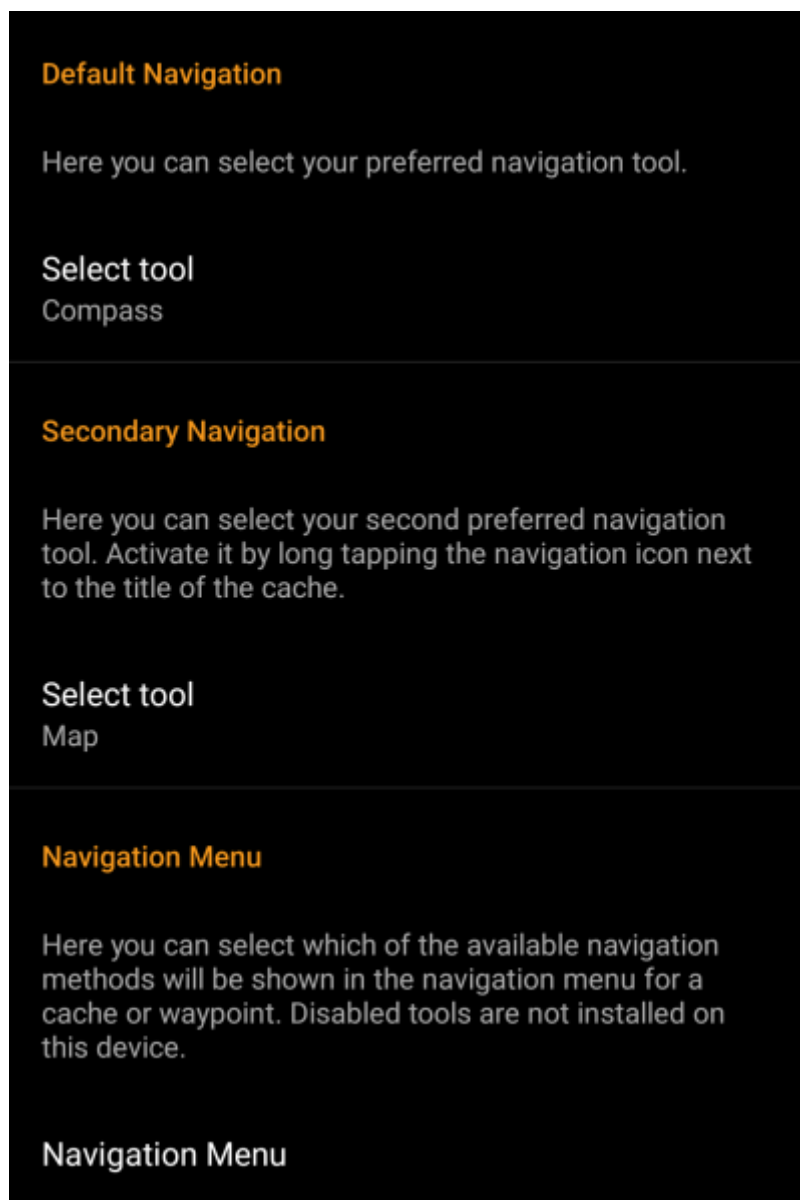 Default Navigation
Here you can select your preferred navigation tool.
Select tool
Compass
Secondary Navigation
Here you can select your second preferred navigation
tool. Activate it by long tapping the navigation icon next
to the title of the cache.
Select tool
Map
Navigation Menu
Here you can select which of the available navigation
methods will be shown in the navigation menu for a
cache or waypoint. Disabled tools are not installed on
this device.
Navigation Menu